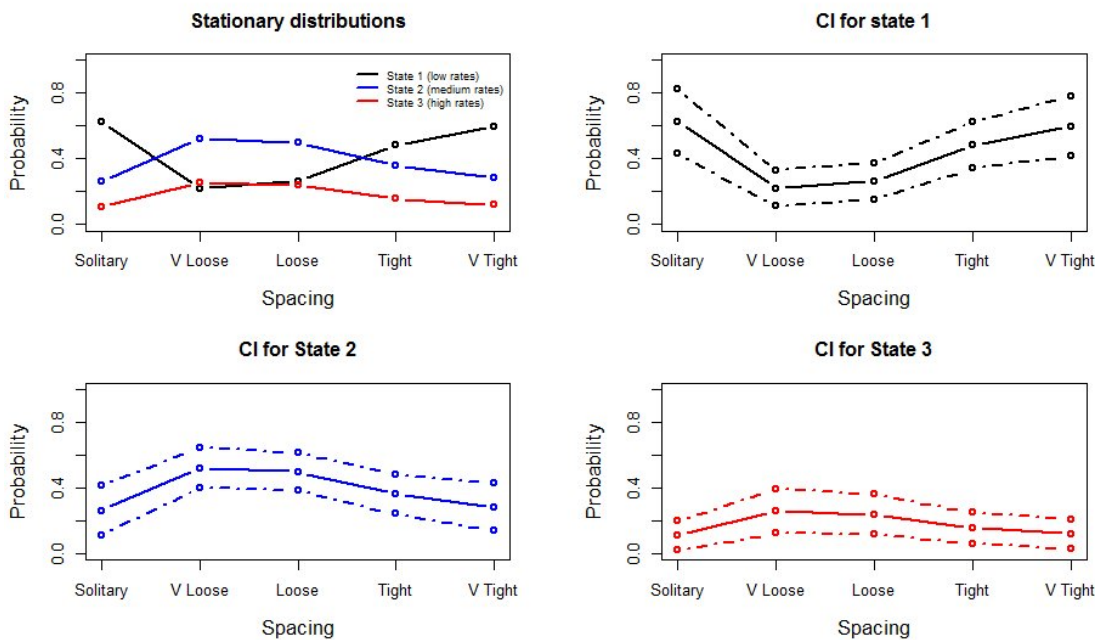 Stationary distributions
Probability
0.8
0.4
0.0
State 1 (low rates)
State 2 (medium rates)
State 3 (high rates)
Solitary V Loose Loose Tight V Tight
Spacing
CI for state 1
Probability
0.8
0.4
0.0
Solitary V Loose Loose Tight V Tight
Spacing
CI for State 2
Probability
0.8
0.4
0.0
Solitary V Loose Loose Tight V Tight
Spacing
CI for State 3
Probability
0.8
0.4
0.0
Solitary V Loose Loose Tight V Tight
Spacing